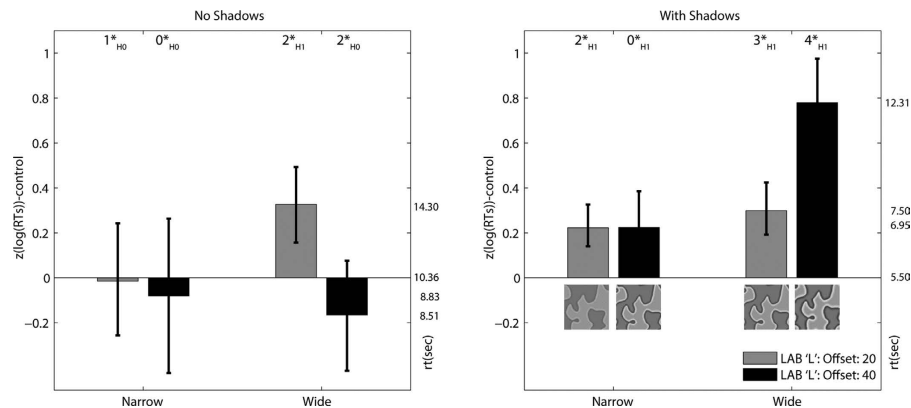 No Shadows
1*H0 0*H0 2*H1 2*H0
z(log(RTs))-control
1
0.8
0.6
0.4
0.2
0
−0.2
14.30
10.36
8.83
8.51
rt(sec)
Narrow Wide
With Shadows
2*H1 0*H1 3*H1 4*H1
z(log(RTs))-control
1
0.8
0.6
0.4
0.2
0
−0.2
12.31
7.50
6.95
5.50
rt(sec)
LAB 'L': Offset: 20
LAB 'L': Offset: 40
Narrow Wide